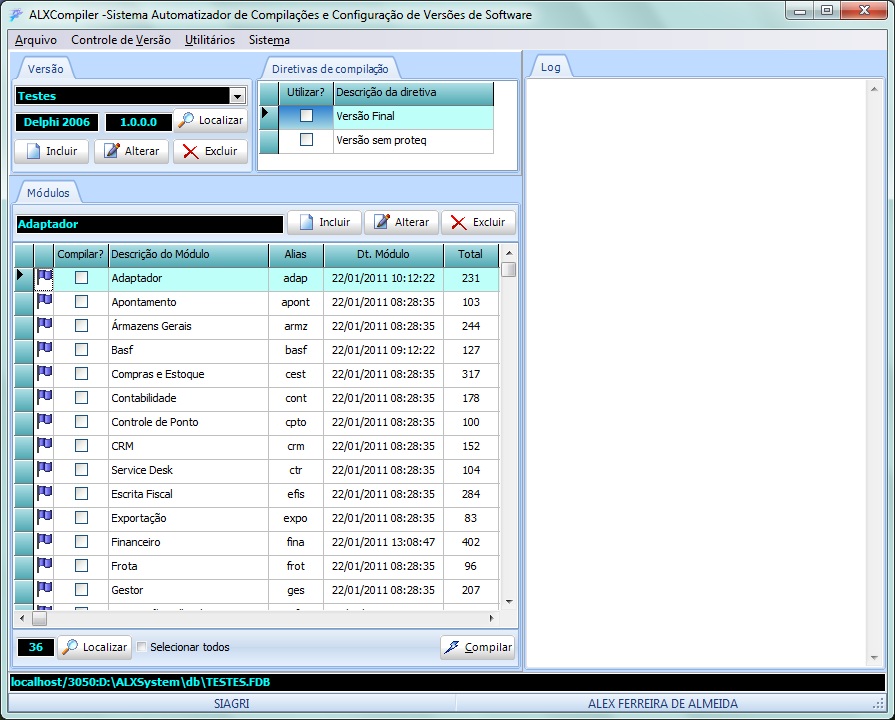 ALXCompiler -Sistema Automatizador de Compilações e Configuração de Versões de Software
Arquivo Controle de Versão Utilitários Sistema
Versão
Testes
Delphi 2006 1.0.0.0 Localizar
Incluir Alterar Excluir
Diretivas de compilação
Utilizar? Descrição da diretiva
Versão Final
Versão sem proteq
Log
Módulos
Adaptador Incluir Alterar Excluir
Compilar? Descrição do Módulo Alias Dt. Módulo Total
Adaptador adap 22/01/2011 10:12:22 231
Apontamento apont 22/01/2011 08:28:35 103
Ármazens Gerais armz 22/01/2011 08:28:35 244
Basf basf 22/01/2011 09:12:22 127
Compras e Estoque cest 22/01/2011 08:28:35 317
Contabilidade cont 22/01/2011 08:28:35 178
Controle de Ponto cpto 22/01/2011 08:28:35 100
CRM crm 22/01/2011 08:28:35 152
Service Desk ctr 22/01/2011 08:28:35 104
Escrita Fiscal efis 22/01/2011 08:28:35 284
Exportação expo 22/01/2011 08:28:35 83
Financeiro fina 22/01/2011 13:08:47 402
Frota frot 22/01/2011 08:28:35 96
Gestor ges 22/01/2011 08:28:35 207
36 Localizar Selecionar todos Compilar
localhost/3050:D:\ALXSystem\db\TESTES.FDB
SIAGRI ALEX FERREIRA DE ALMEIDA